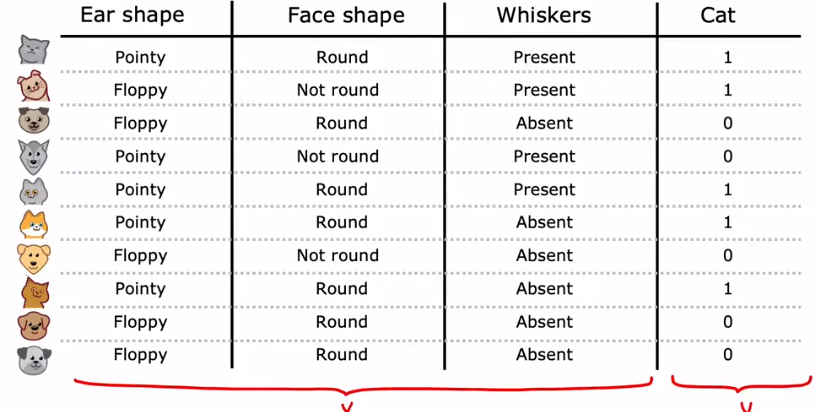 Ear shape Face shape Whiskers Cat
Pointy Round Present 1
Floppy Not round Present 1
Floppy Round Absent 0
Pointy Not round Present 0
Pointy Round Present 1
Pointy Round Absent 1
Floppy Not round Absent 0
Pointy Round Absent 1
Floppy Round Absent 0
Floppy Round Absent 0